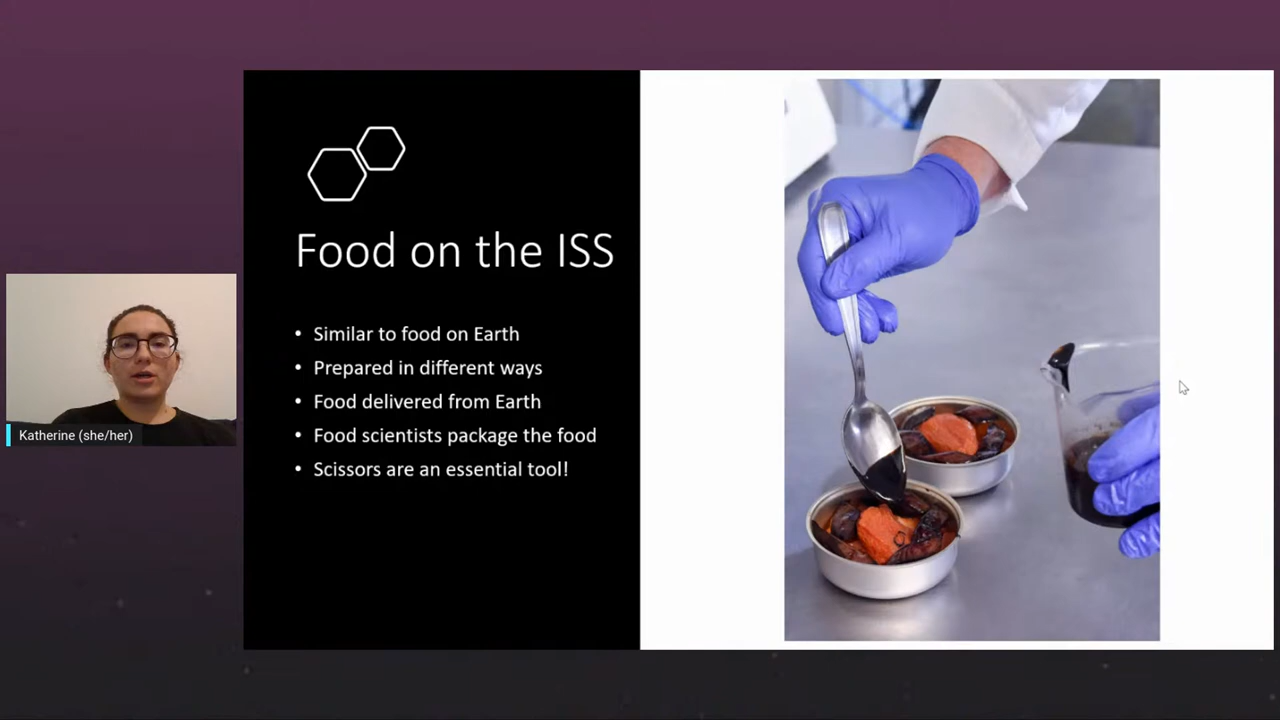 Food on the ISS
• Similar to food on Earth
• Prepared in different ways
• Food delivered from Earth
• Food scientists package the food
• Scissors are an essential tool!
Katherine (she/her)